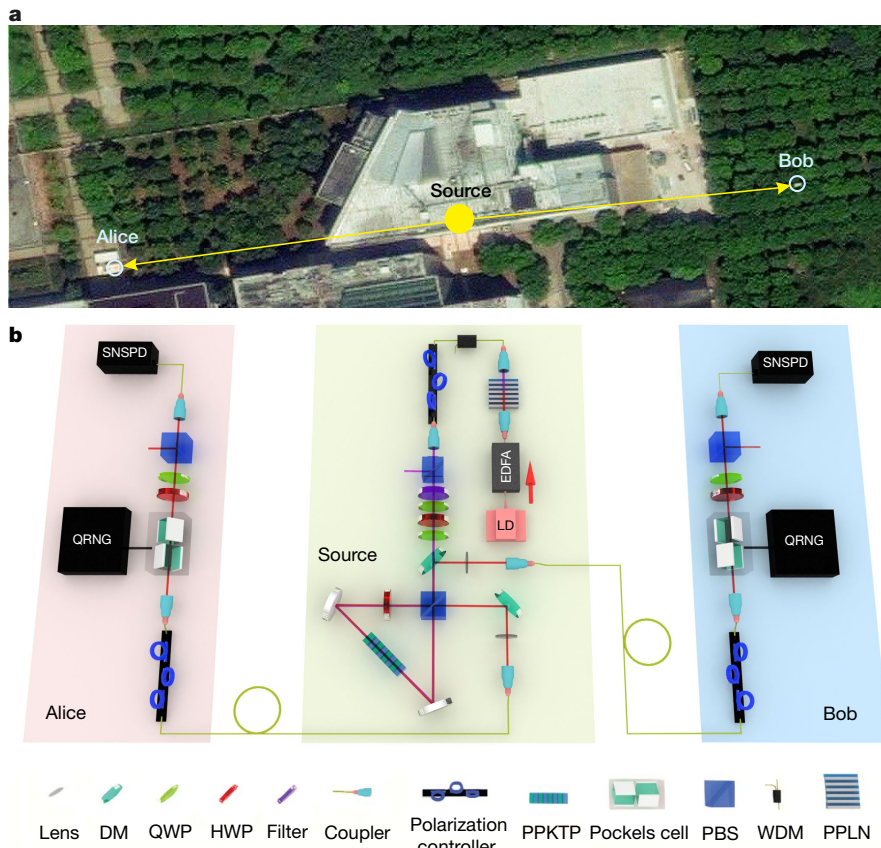 a
Source
Bob
Alice
b
SNSPD
SNSPD
EDFA
LD
QRNG
QRNG
Source
Alice
Bob
Lens DM QWP HWP Filter Coupler Polarization controller PPKTP Pockels cell PBS WDM PPLN